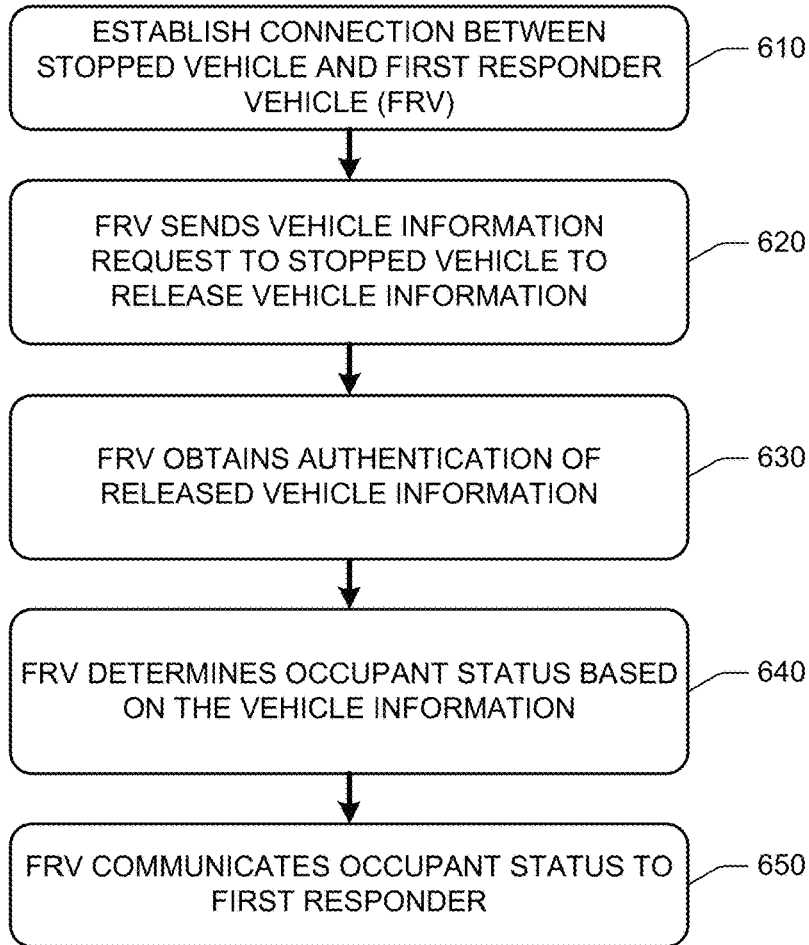 ESTABLISH CONNECTION BETWEEN
STOPPED VEHICLE AND FIRST RESPONDER
VEHICLE (FRV)
610
FRV SENDS VEHICLE INFORMATION
REQUEST TO STOPPED VEHICLE TO
RELEASE VEHICLE INFORMATION
620
FRV OBTAINS AUTHENTICATION OF
RELEASED VEHICLE INFORMATION
630
FRV DETERMINES OCCUPANT STATUS BASED
ON THE VEHICLE INFORMATION
640
FRV COMMUNICATES OCCUPANT STATUS TO
FIRST RESPONDER
650